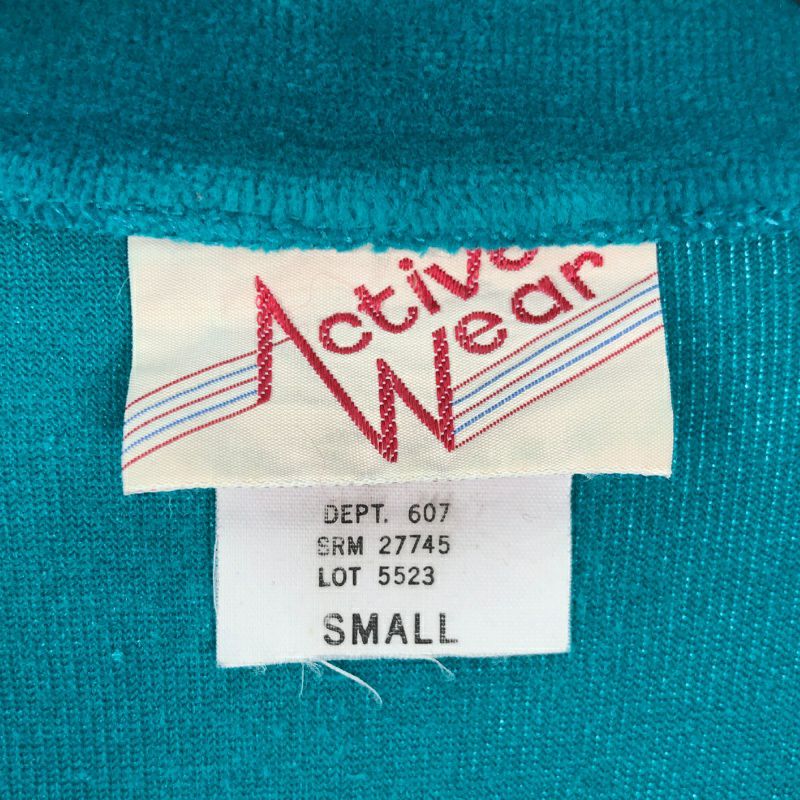 Active
Wear
DEPT. 607
SRM 27745
LOT 5523
SMALL